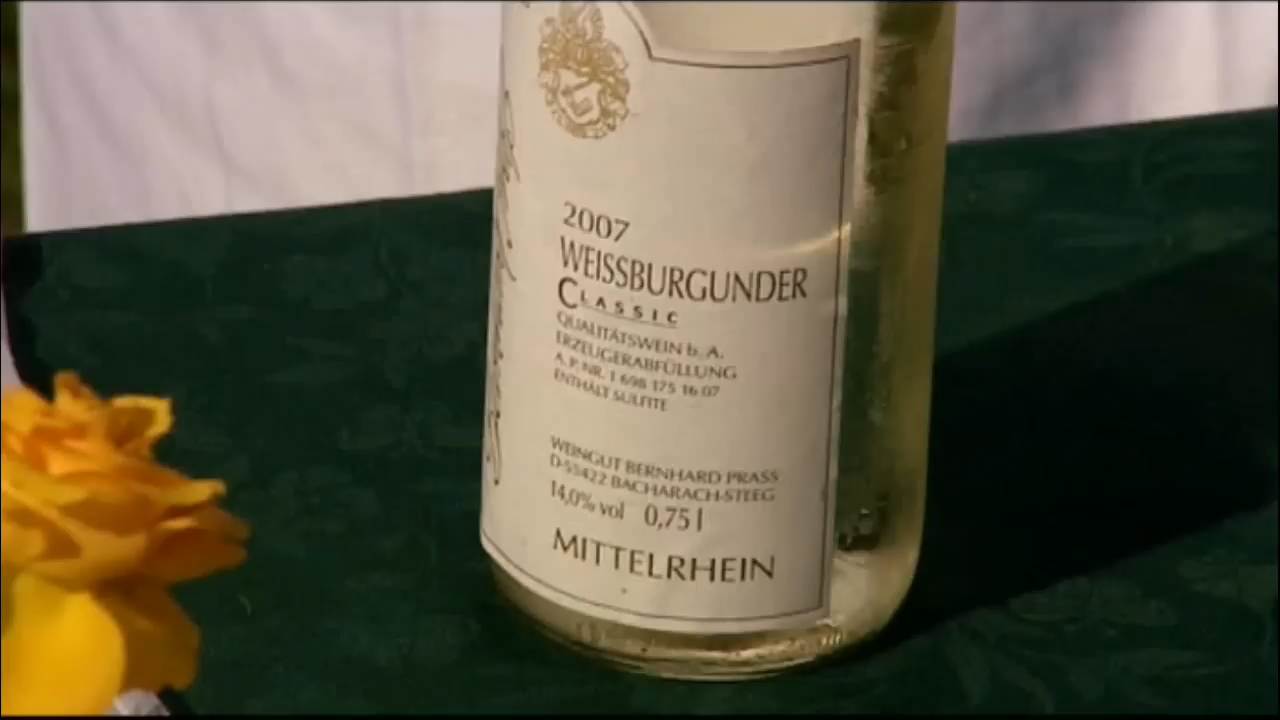 2007
WEISSBURGUNDER
CLASSIC
QUALITÄTSWEIN b. A.
ERZEUGERABFÜLLUNG
A. P. NR. 1 698 175 16 07
ENTHÄLT SULFITE
WEINGUT BERNHARD PRASS
D-55422 BACHARACH-STEEG
14,0% vol 0,75 l
MITTELRHEIN